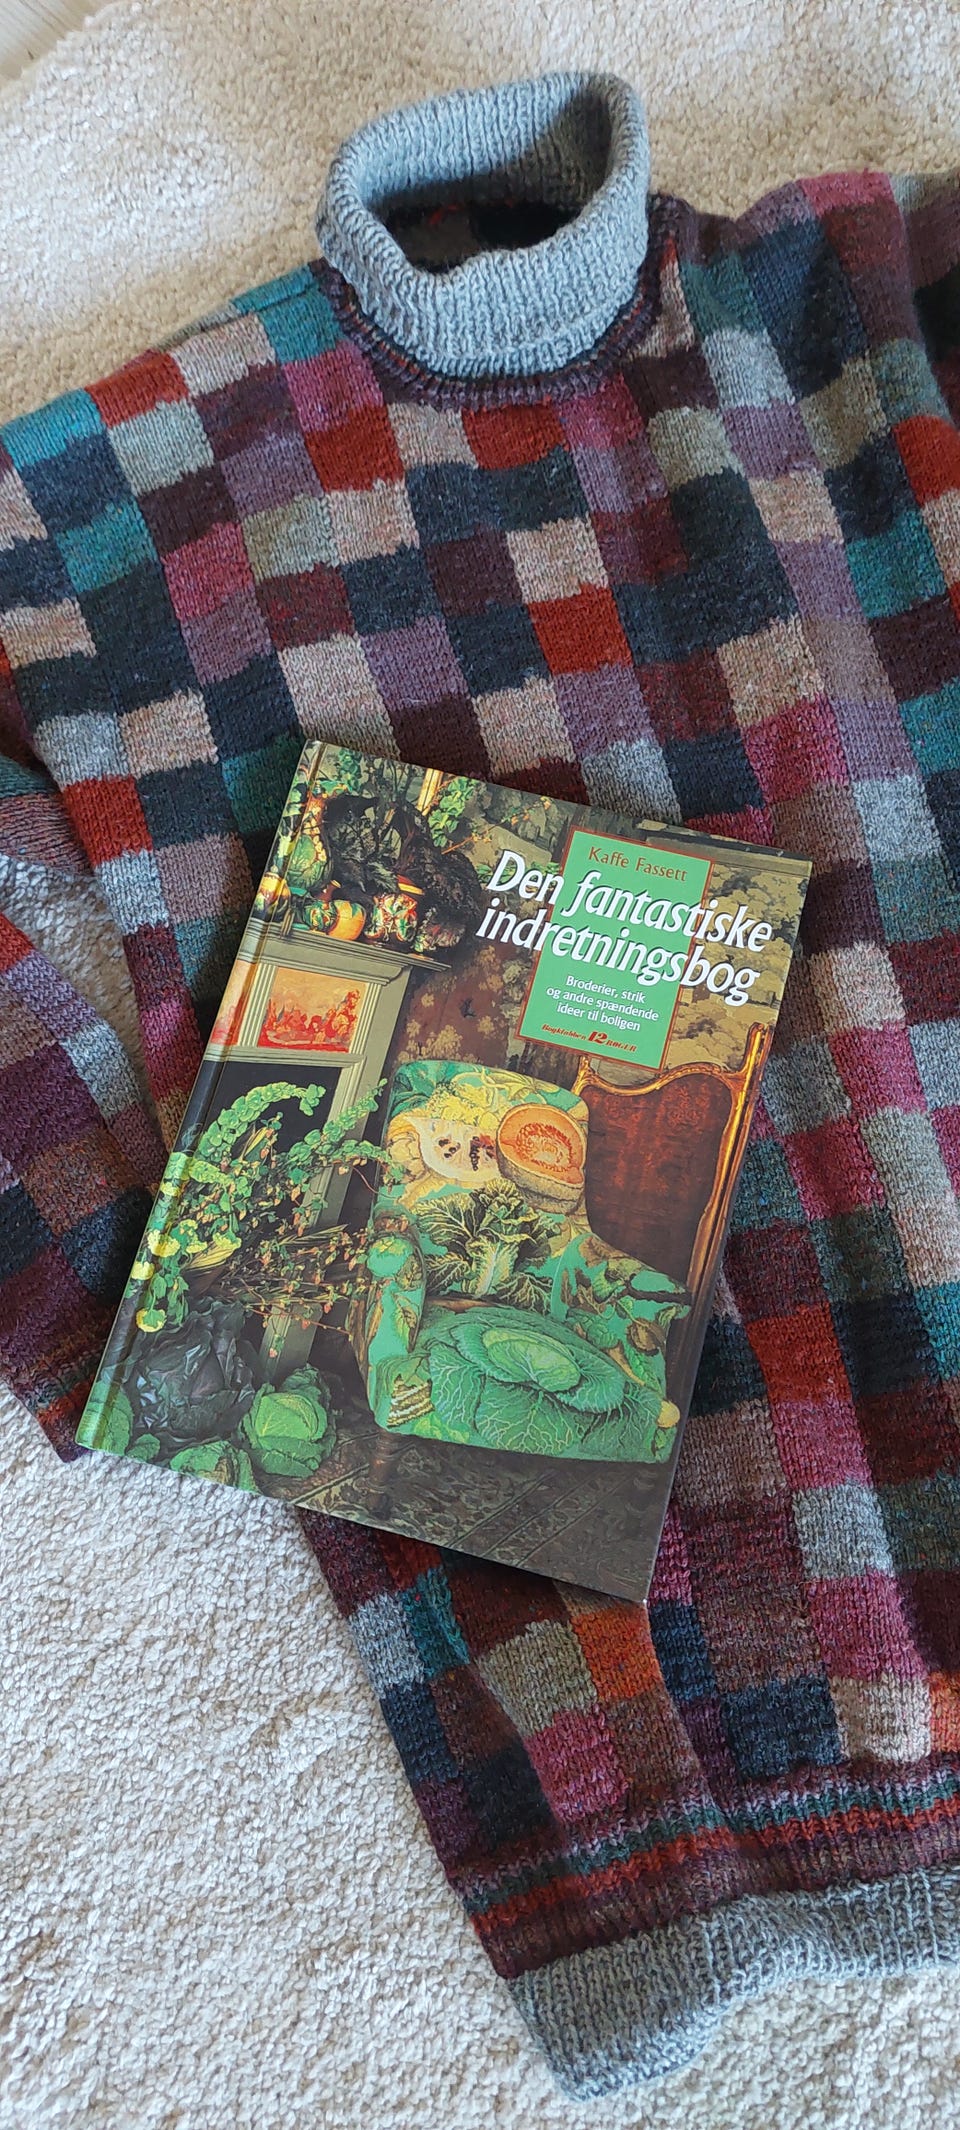 Kaffe Fassett
Den fantastiske
indretningsbog
Broderier, strik
og andre spændende
ideer til boligen
Bogklubben 12 BØGER